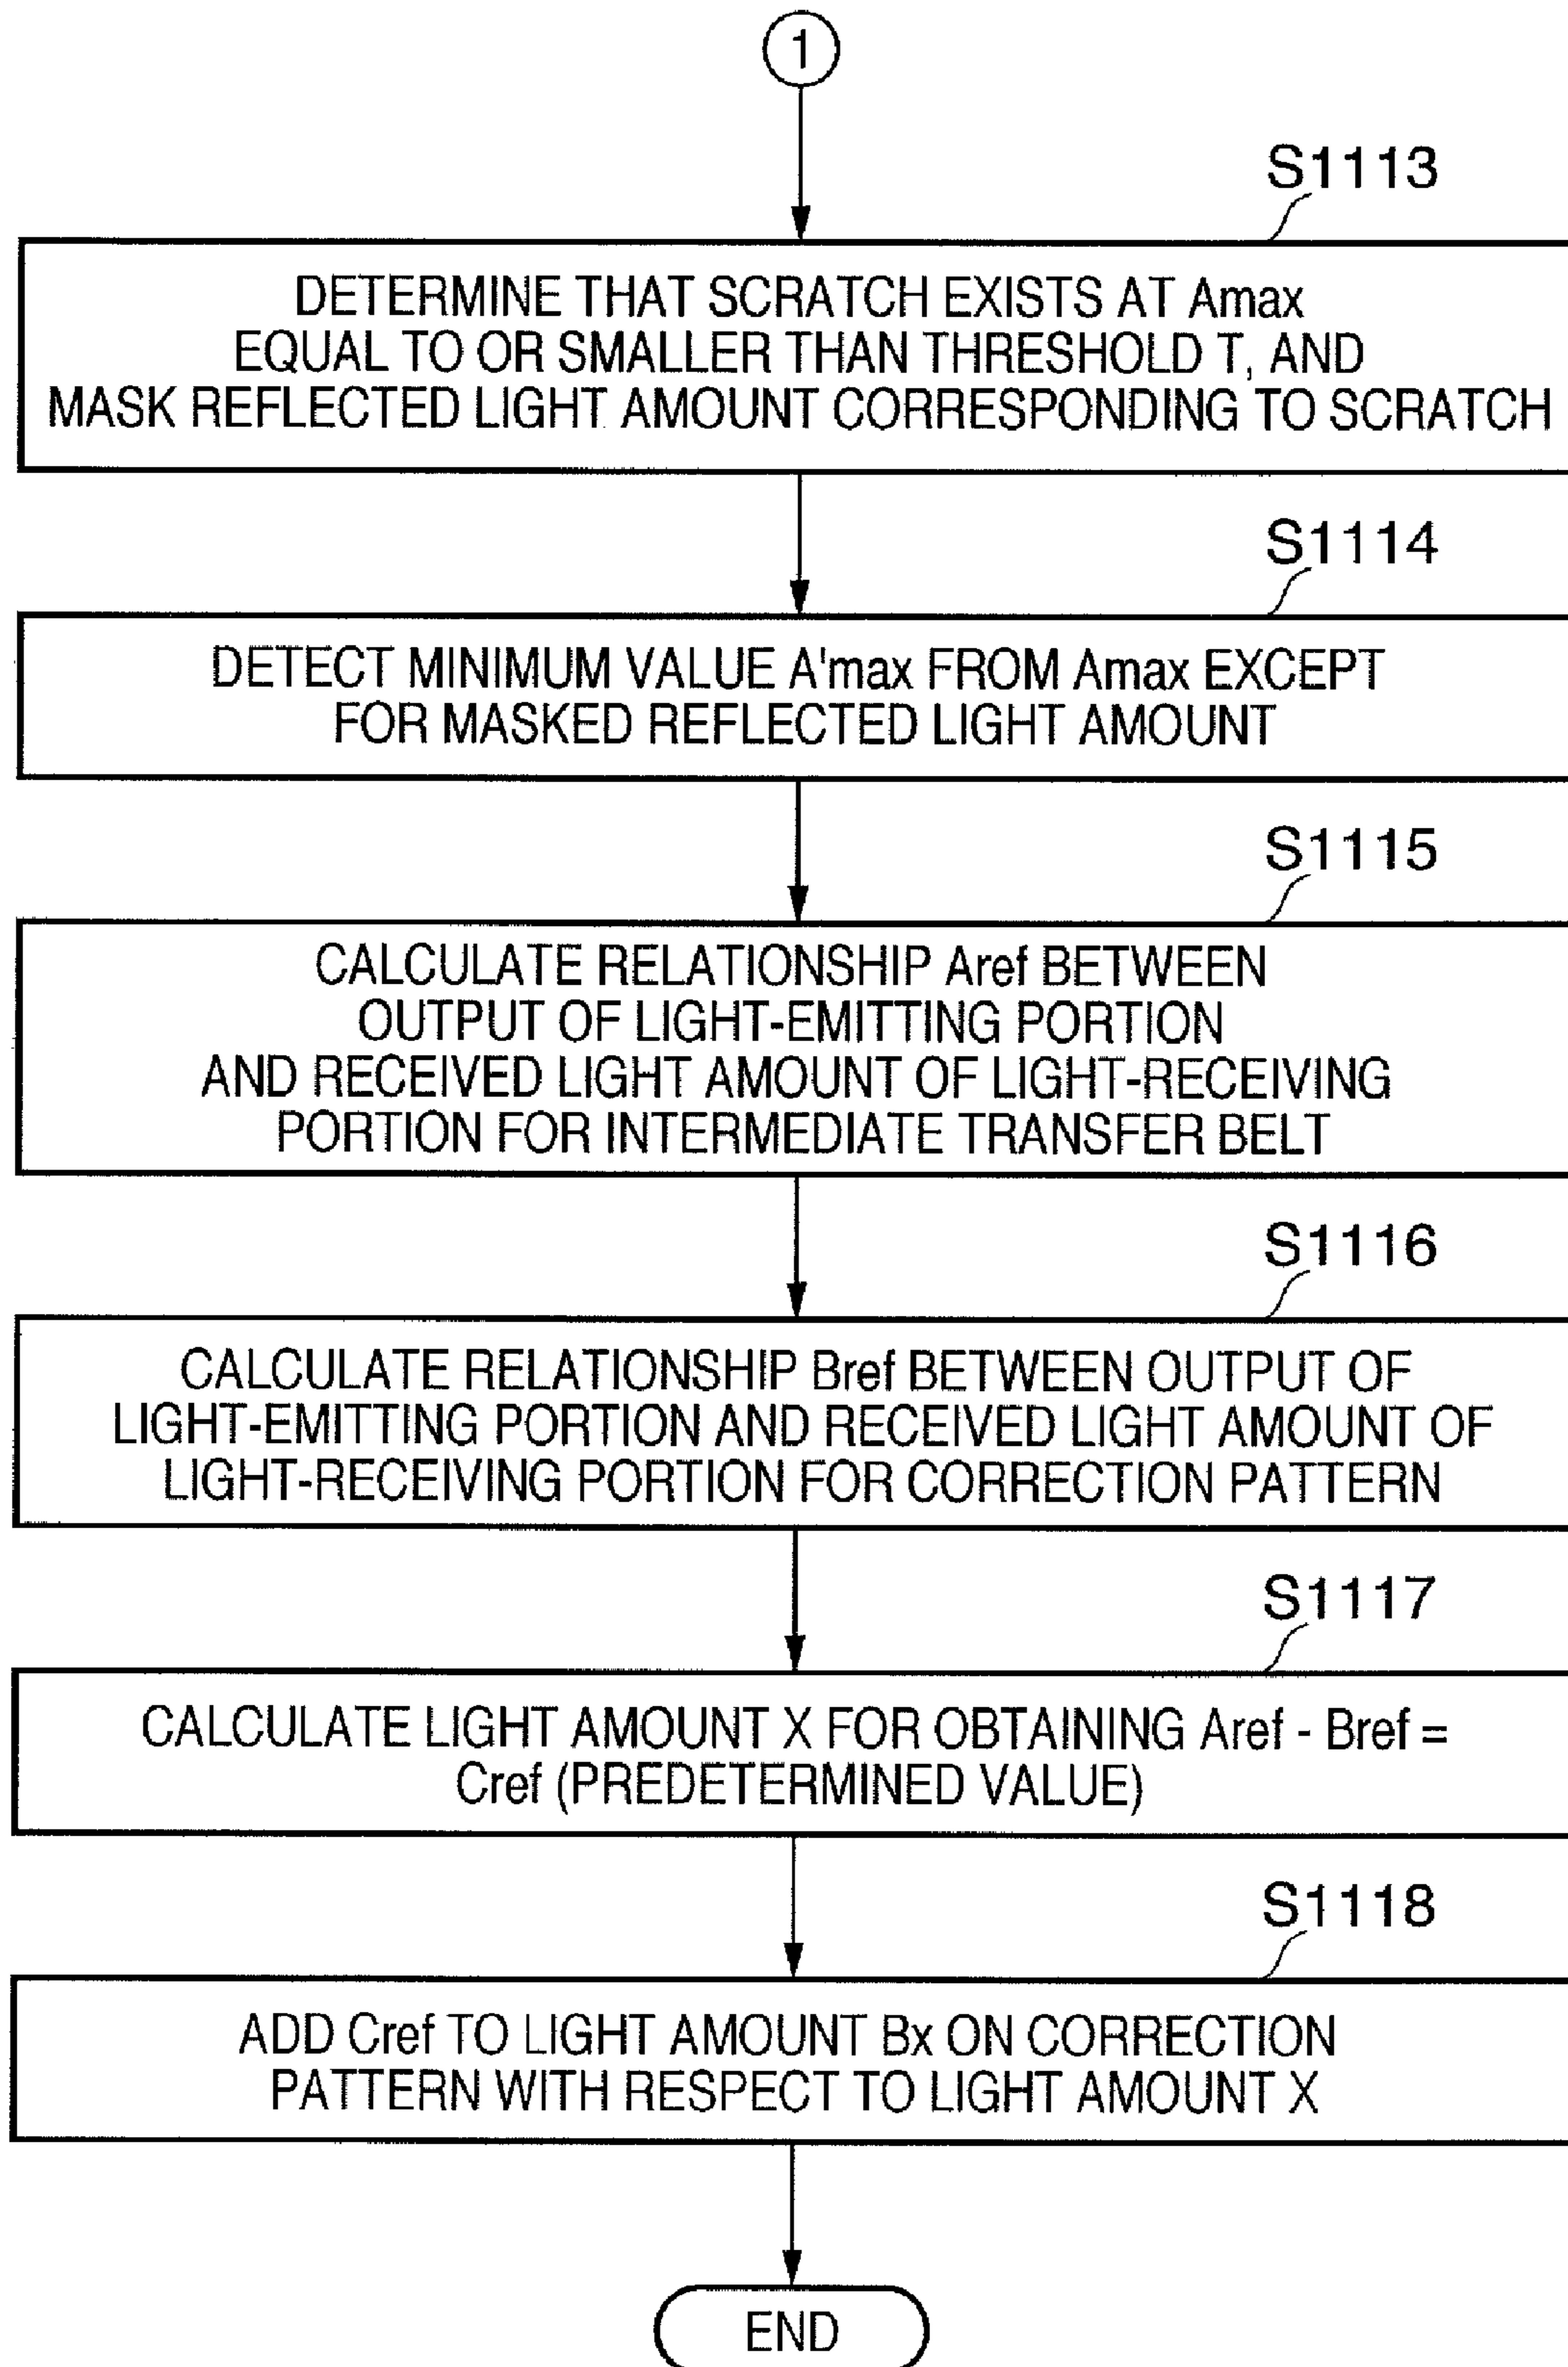 1
S1113
DETERMINE THAT SCRATCH EXISTS AT Amax
EQUAL TO OR SMALLER THAN THRESHOLD T, AND
MASK REFLECTED LIGHT AMOUNT CORRESPONDING TO SCRATCH
S1114
DETECT MINIMUM VALUE A'max FROM Amax EXCEPT
FOR MASKED REFLECTED LIGHT AMOUNT
S1115
CALCULATE RELATIONSHIP Aref BETWEEN
OUTPUT OF LIGHT-EMITTING PORTION
AND RECEIVED LIGHT AMOUNT OF LIGHT-RECEIVING
PORTION FOR INTERMEDIATE TRANSFER BELT
S1116
CALCULATE RELATIONSHIP Bref BETWEEN OUTPUT OF
LIGHT-EMITTING PORTION AND RECEIVED LIGHT AMOUNT OF
LIGHT-RECEIVING PORTION FOR CORRECTION PATTERN
S1117
CALCULATE LIGHT AMOUNT X FOR OBTAINING Aref - Bref =
Cref (PREDETERMINED VALUE)
S1118
ADD Cref TO LIGHT AMOUNT Bx ON CORRECTION
PATTERN WITH RESPECT TO LIGHT AMOUNT X
END